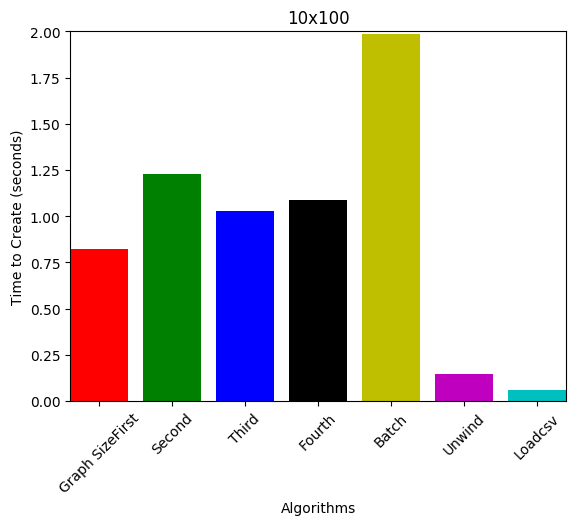 10x100
Time to Create (seconds)
2.00
1.75
1.50
1.25
1.00
0.75
0.50
0.25
0.00
Graph SizeFirst
Second
Third
Fourth
Batch
Unwind
Loadcsv
Algorithms